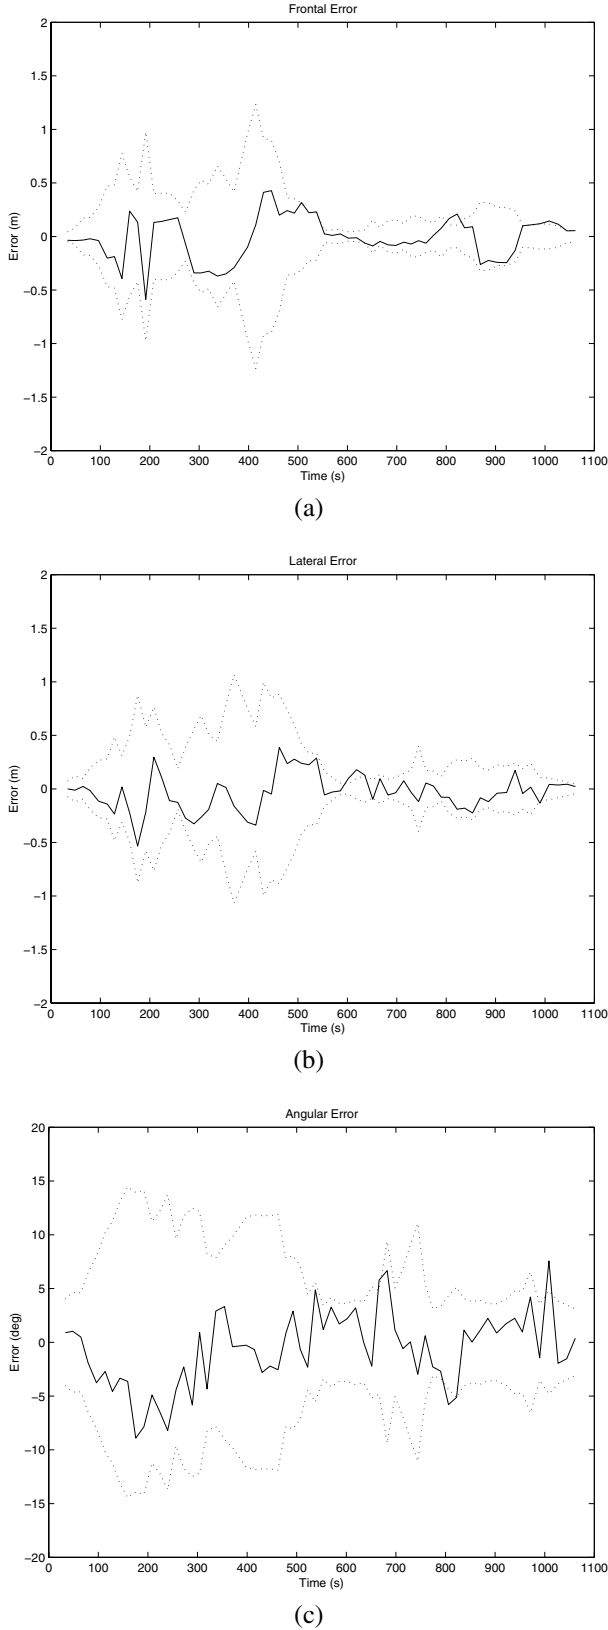 Frontal Error
2
1.5
1
0.5
0
−0.5
−1
−1.5
−2
Error (m)
0 100 200 300 400 500 600 700 800 900 1000 1100
Time (s)
(a)
Lateral Error
2
1.5
1
0.5
0
−0.5
−1
−1.5
−2
Error (m)
0 100 200 300 400 500 600 700 800 900 1000 1100
Time (s)
(b)
Angular Error
20
15
10
5
0
−5
−10
−15
−20
Error (deg)
0 100 200 300 400 500 600 700 800 900 1000 1100
Time (s)
(c)